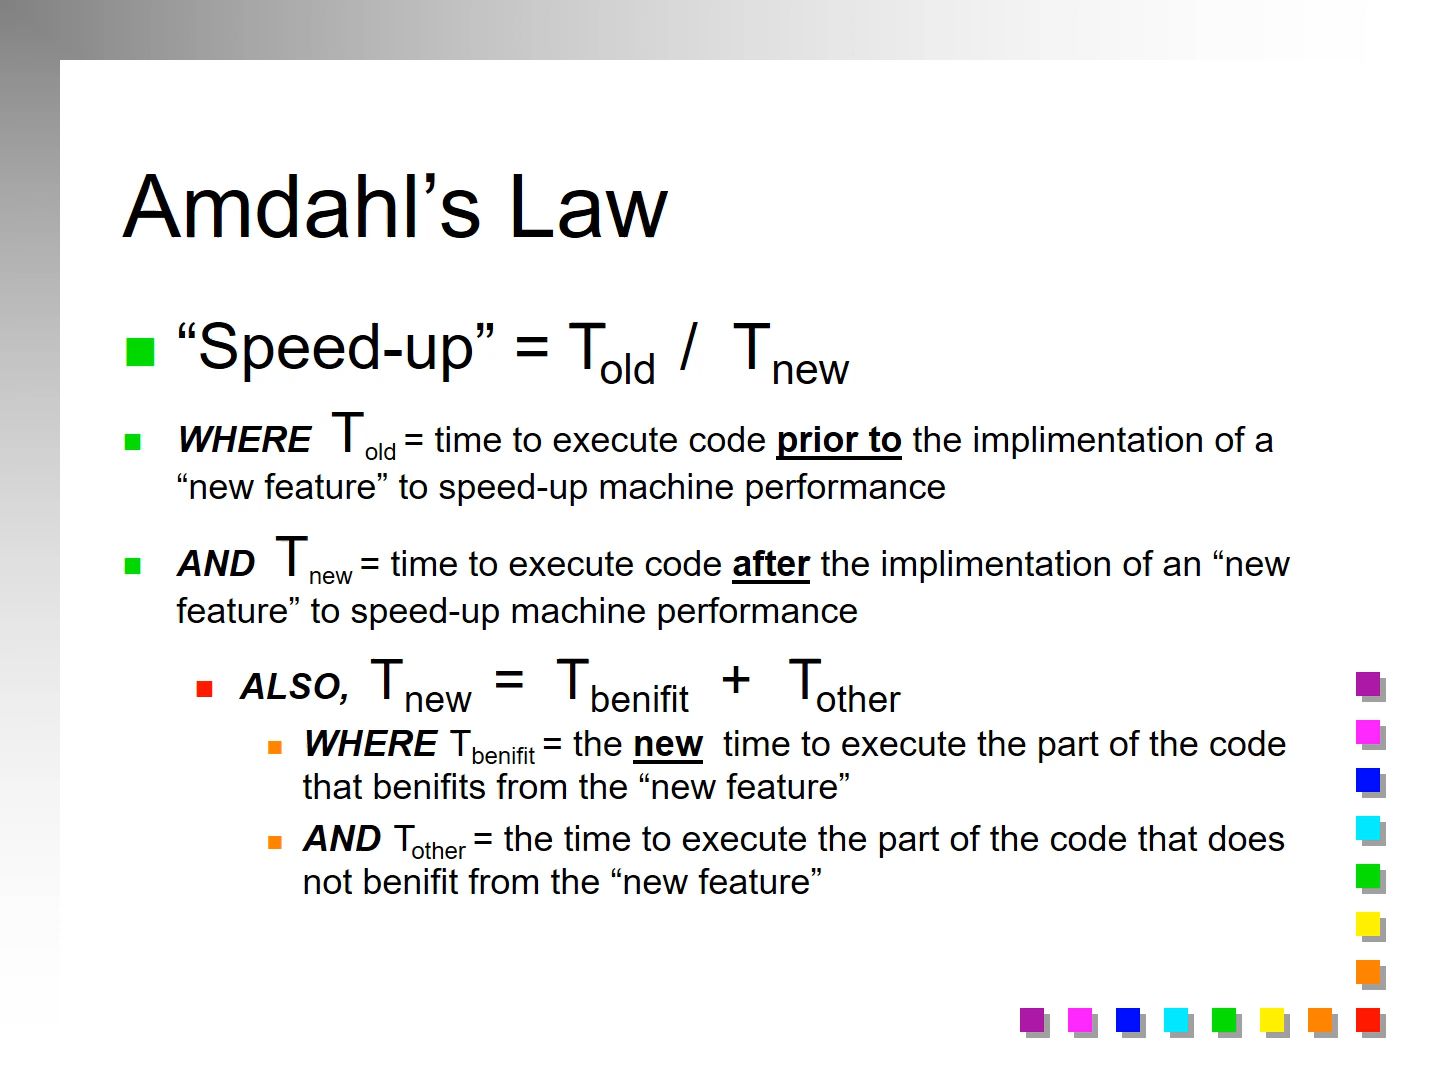 Amdahl’s Law
“Speed-up” = Told / Tnew
WHERE Told = time to execute code prior to the implimentation of a
“new feature” to speed-up machine performance
AND Tnew = time to execute code after the implimentation of an “new
feature” to speed-up machine performance
ALSO, Tnew = Tbenifit + Tother
WHERE Tbenifit = the new time to execute the part of the code
that benifits from the “new feature”
AND Tother = the time to execute the part of the code that does
not benifit from the “new feature”